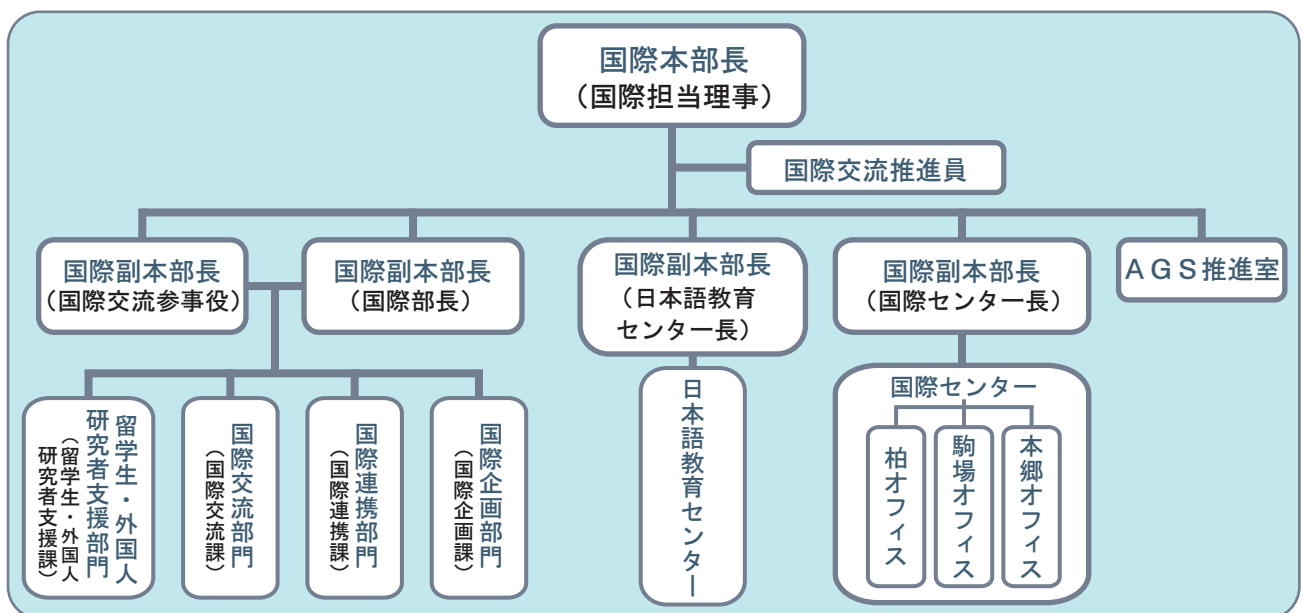 国際本部長
（国際担当理事）
国際交流推進員
国際副本部長
（国際交流参事役）
国際副本部長
（国際部長）
国際副本部長
（日本語教育
センター長）
国際副本部長
（国際センター長）
ＡＧＳ推進室
留学生・外国人
研究者支援部門
（留学生・外国人
研究者支援課）
国際交流部門
（国際交流課）
国際連携部門
（国際連携課）
国際企画部門
（国際企画課）
日本語教育センター
国際センター
柏オフィス
駒場オフィス
本郷オフィス